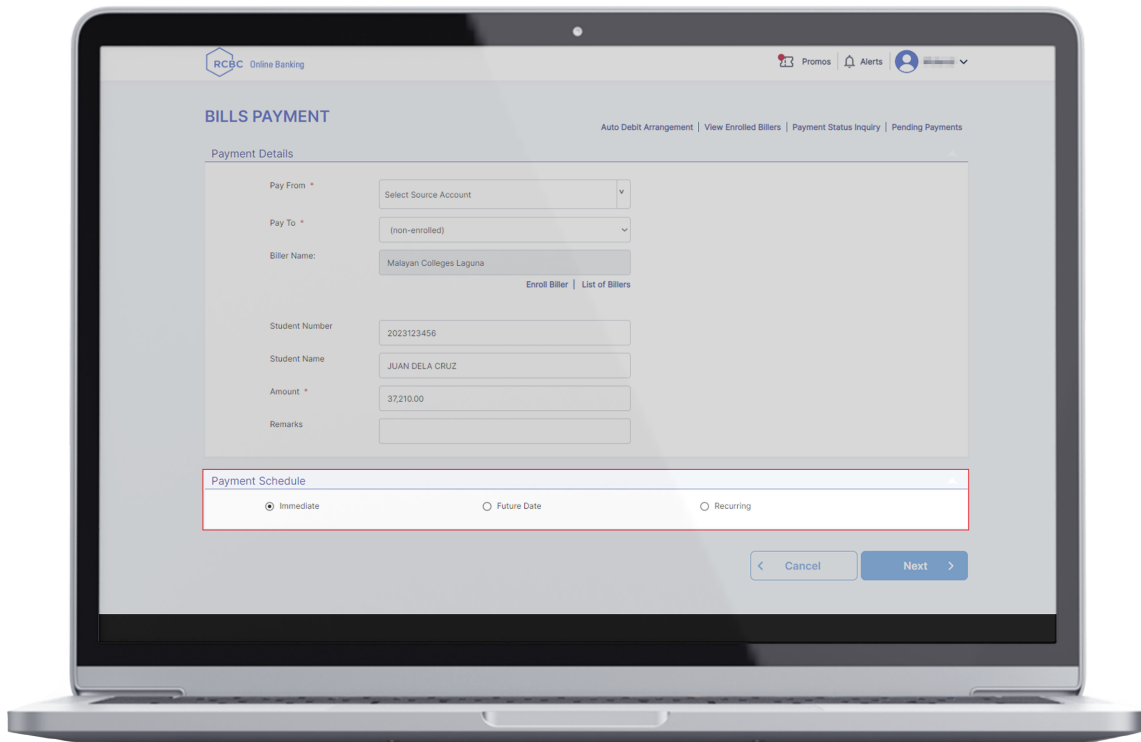 RCBC Online Banking
Promos
Alerts
BILLS PAYMENT
Auto Debit Arrangement | View Enrolled Billers | Payment Status Inquiry | Pending Payments
Payment Details
Pay From *
Select Source Account
Pay To *
(non-enrolled)
Biller Name:
Malayan Colleges Laguna
Enroll Biller | List of Billers
Student Number
2023123456
Student Name
JUAN DELA CRUZ
Amount *
37,210.00
Remarks
Payment Schedule
Immediate
Future Date
Recurring
Cancel
Next